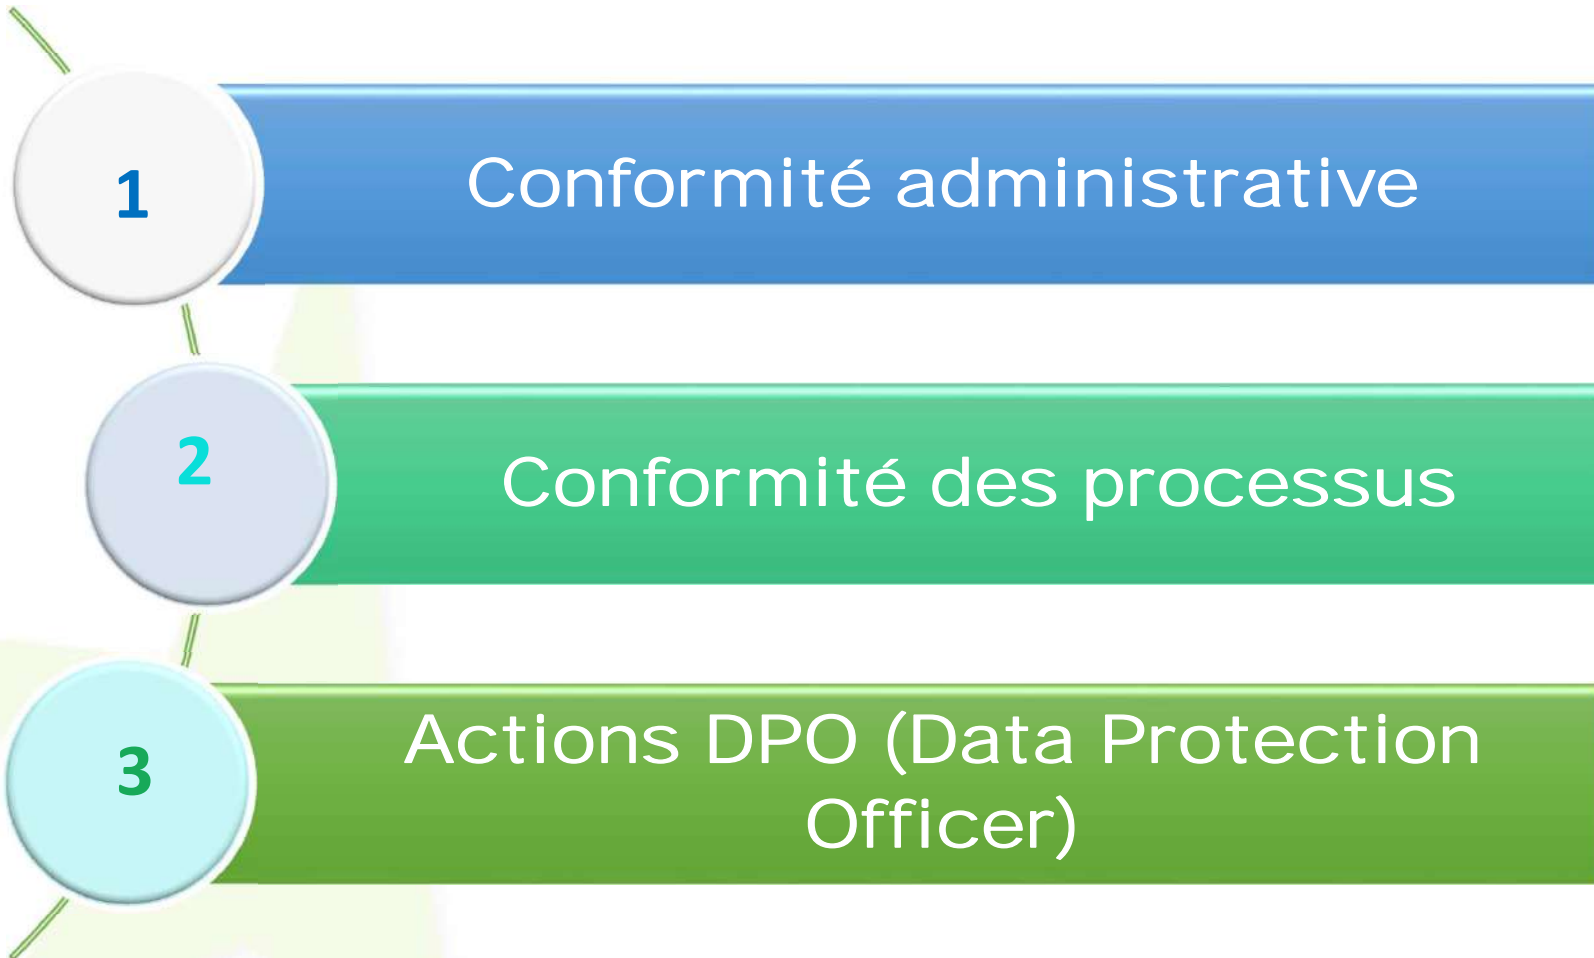 1
Conformité administrative
2
Conformité des processus
3
Actions DPO (Data Protection
Officer)